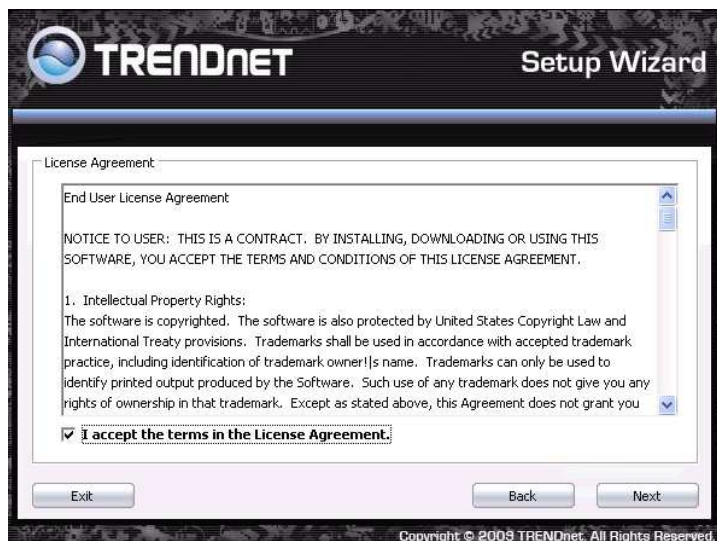 TRENDNET
Setup Wizard
License Agreement
End User License Agreement
NOTICE TO USER: THIS IS A CONTRACT. BY INSTALLING, DOWNLOADING OR USING THIS
SOFTWARE, YOU ACCEPT THE TERMS AND CONDITIONS OF THIS LICENSE AGREEMENT.
1. Intellectual Property Rights:
The software is copyrighted. The software is also protected by United States Copyright Law and
International Treaty provisions. Trademarks shall be used in accordance with accepted trademark
practice, including identification of trademark owner!|s name. Trademarks can only be used to
identify printed output produced by the Software. Such use of any trademark does not give you any
rights of ownership in that trademark. Except as stated above, this Agreement does not grant you
I accept the terms in the License Agreement.
Exit
Back
Next
Copyright © 2009 TRENDnet. All Rights Reserved.